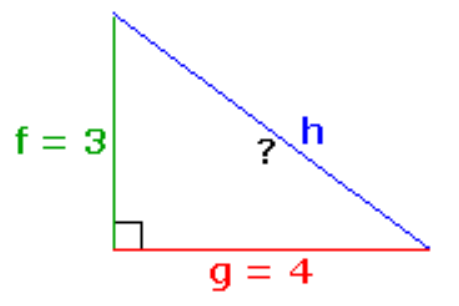 h
f = 3
?
g = 4